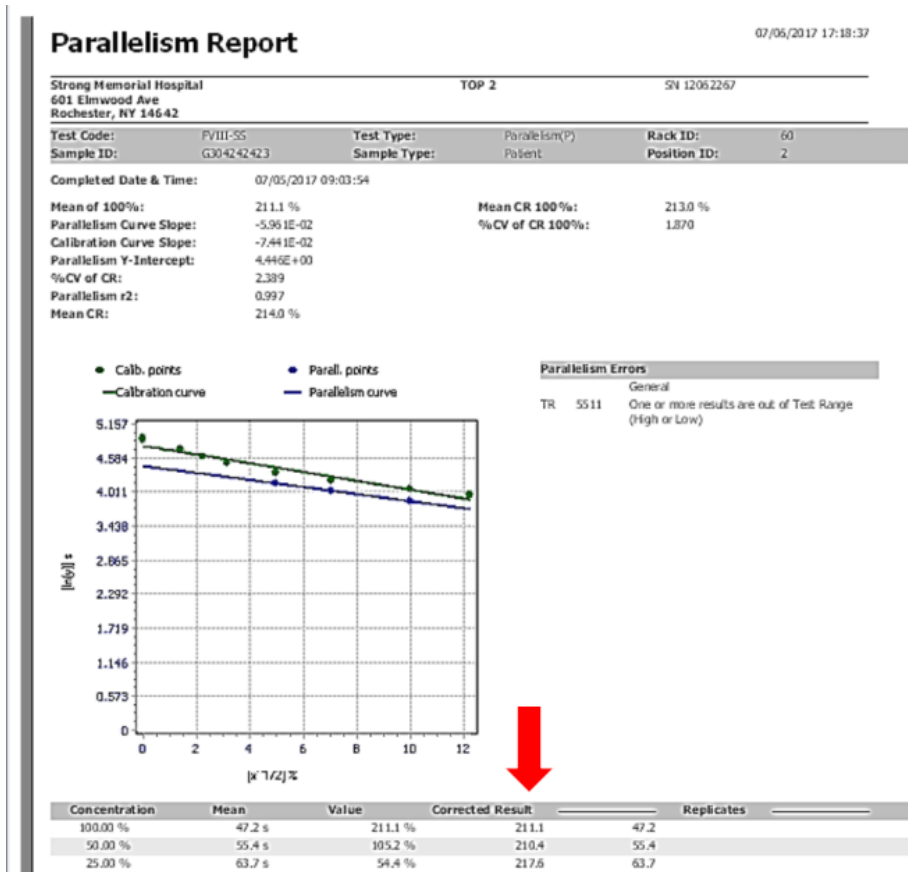 Parallelism Report
07/06/2017 17:18:37
Strong Memorial Hospital TOP 2 SN 12062267
601 Elmwood Ave
Rochester, NY 14642
Test Code: FVIII-SS Test Type: Parallelism(P) Rack ID: 60
Sample ID: G304242423 Sample Type: Patient Position ID: 2
Completed Date & Time: 07/05/2017 09:03:54
Mean of 100%: 211.1 % Mean CR 100%: 213.0 %
Parallelism Curve Slope: -5.961E-02 %CV of CR 100%: 1.870
Calibration Curve Slope: -7.441E-02
Parallelism Y-Intercept: 4.446E+00
%CV of CR: 2.389
Parallelism r2: 0.997
Mean CR: 214.0 %
Calib. points Parall. points
Calibration curve Parallelism curve
Parallelism Errors
General
TR 5511 One or more results are out of Test Range
(High or Low)
5.157
4.584
4.011
3.438
2.865
2.292
1.719
1.146
0.573
0
[ln(y)] s
0 2 4 6 8 10 12
[x^1/2] %
Concentration Mean Value Corrected Result Replicates
100.00 % 47.2 s 211.1 % 211.1 47.2
50.00 % 55.4 s 105.2 % 210.4 55.4
25.00 % 63.7 s 54.4 % 217.6 63.7